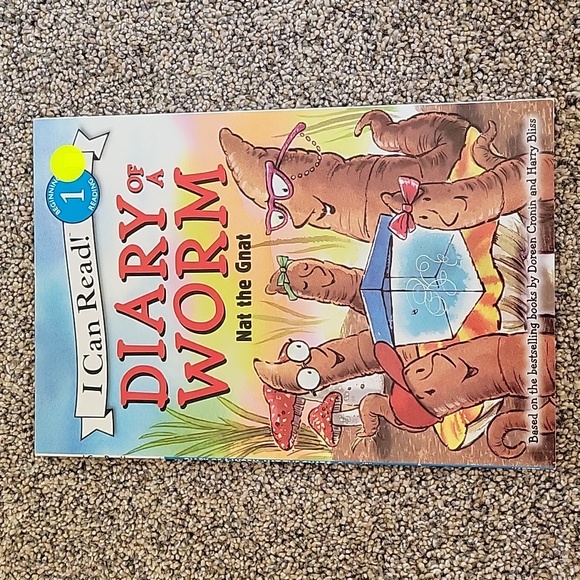 I Can Read!™
BEGINNING
READING
1
DIARY OF A
WORM
Nat the Gnat
Based on the bestselling books by Doreen Cronin and Harry Bliss